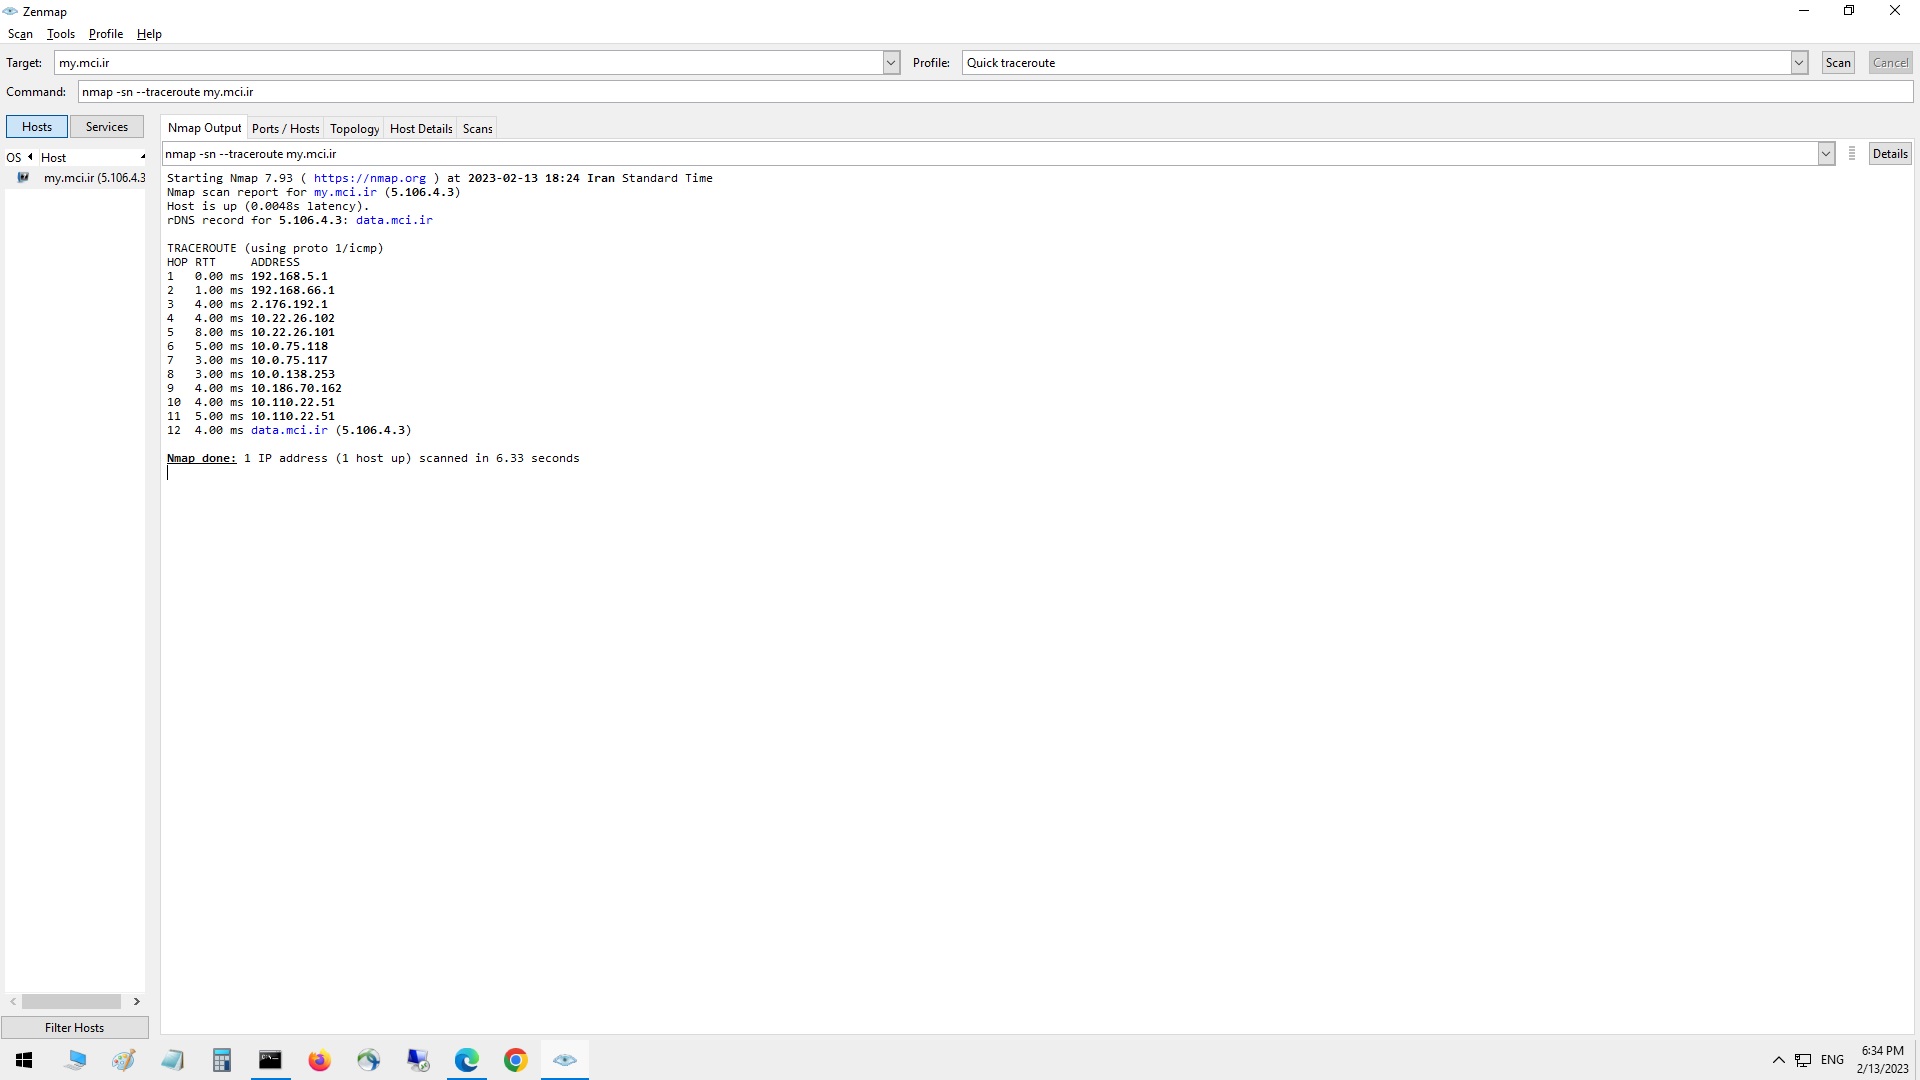 Zenmap
Scan Tools Profile Help
Target: my.mci.ir Profile: Quick traceroute Scan Cancel
Command: nmap -sn --traceroute my.mci.ir
Hosts Services Nmap Output Ports / Hosts Topology Host Details Scans
nmap -sn --traceroute my.mci.ir Details
OS Host
my.mci.ir (5.106.4.3
Starting Nmap 7.93 ( https://nmap.org ) at 2023-02-13 18:24 Iran Standard Time
Nmap scan report for my.mci.ir (5.106.4.3)
Host is up (0.0048s latency).
rDNS record for 5.106.4.3: data.mci.ir
TRACEROUTE (using proto 1/icmp)
HOP RTT ADDRESS
1 0.00 ms 192.168.5.1
2 1.00 ms 192.168.66.1
3 4.00 ms 2.176.192.1
4 4.00 ms 10.22.26.102
5 8.00 ms 10.22.26.101
6 5.00 ms 10.0.75.118
7 3.00 ms 10.0.75.117
8 3.00 ms 10.0.138.253
9 4.00 ms 10.186.70.162
10 4.00 ms 10.110.22.51
11 5.00 ms 10.110.22.51
12 4.00 ms data.mci.ir (5.106.4.3)
Nmap done: 1 IP address (1 host up) scanned in 6.33 seconds
Filter Hosts
ENG
6:34 PM
2/13/2023